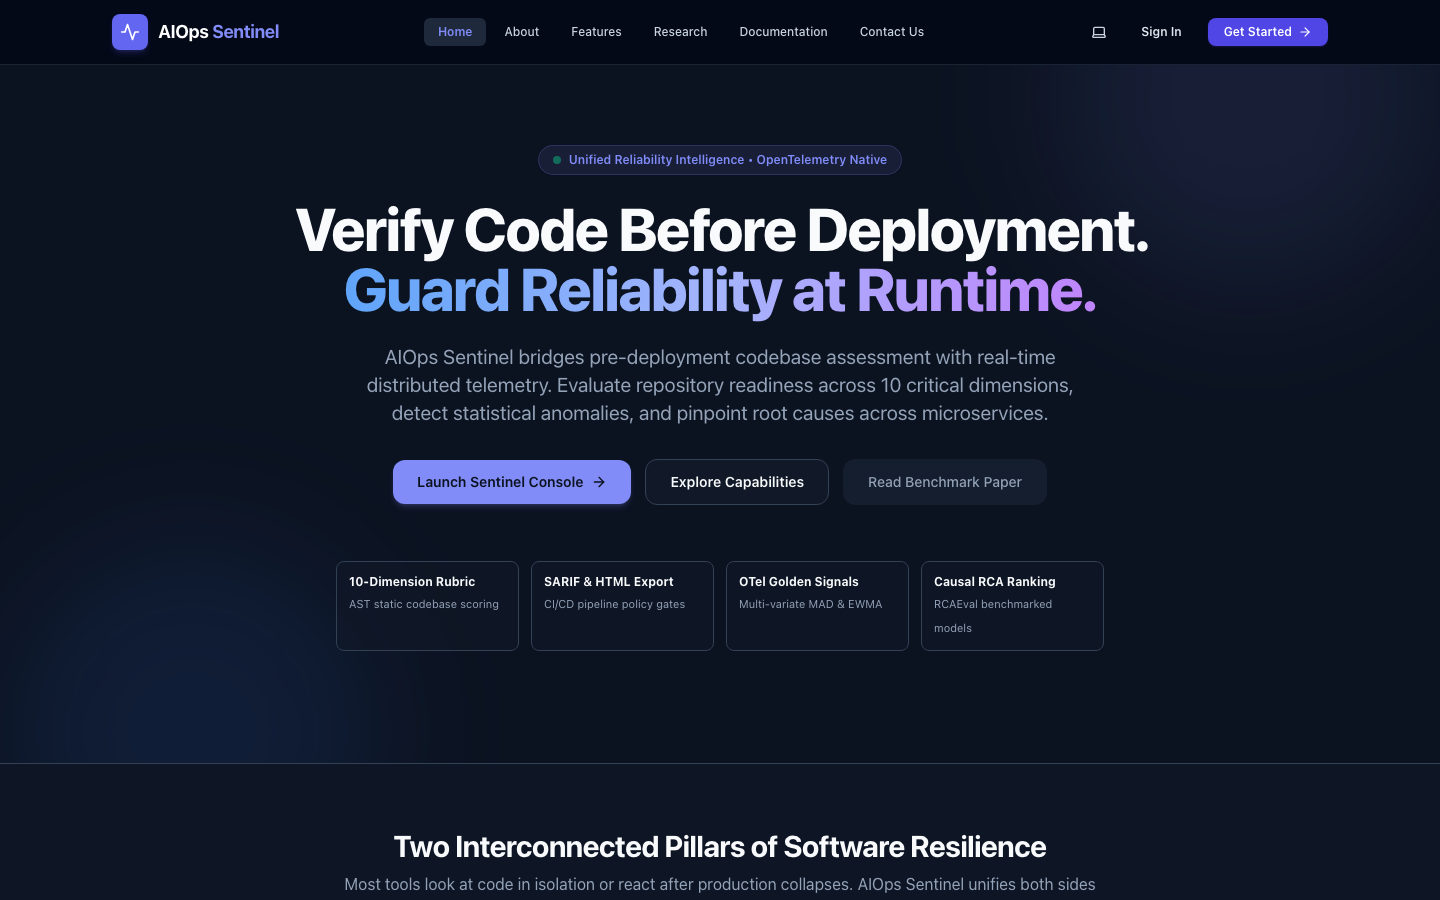 AIOps Sentinel
Home
About
Features
Research
Documentation
Contact Us
Sign In
Get Started
Unified Reliability Intelligence • OpenTelemetry Native
Verify Code Before Deployment.
Guard Reliability at Runtime.
AIOps Sentinel bridges pre-deployment codebase assessment with real-time
distributed telemetry. Evaluate repository readiness across 10 critical dimensions,
detect statistical anomalies, and pinpoint root causes across microservices.
Launch Sentinel Console
Explore Capabilities
Read Benchmark Paper
10-Dimension Rubric
AST static codebase scoring
SARIF & HTML Export
CI/CD pipeline policy gates
OTel Golden Signals
Multi-variate MAD & EWMA
Causal RCA Ranking
RCAEval benchmarked
models
Two Interconnected Pillars of Software Resilience
Most tools look at code in isolation or react after production collapses. AIOps Sentinel unifies both sides